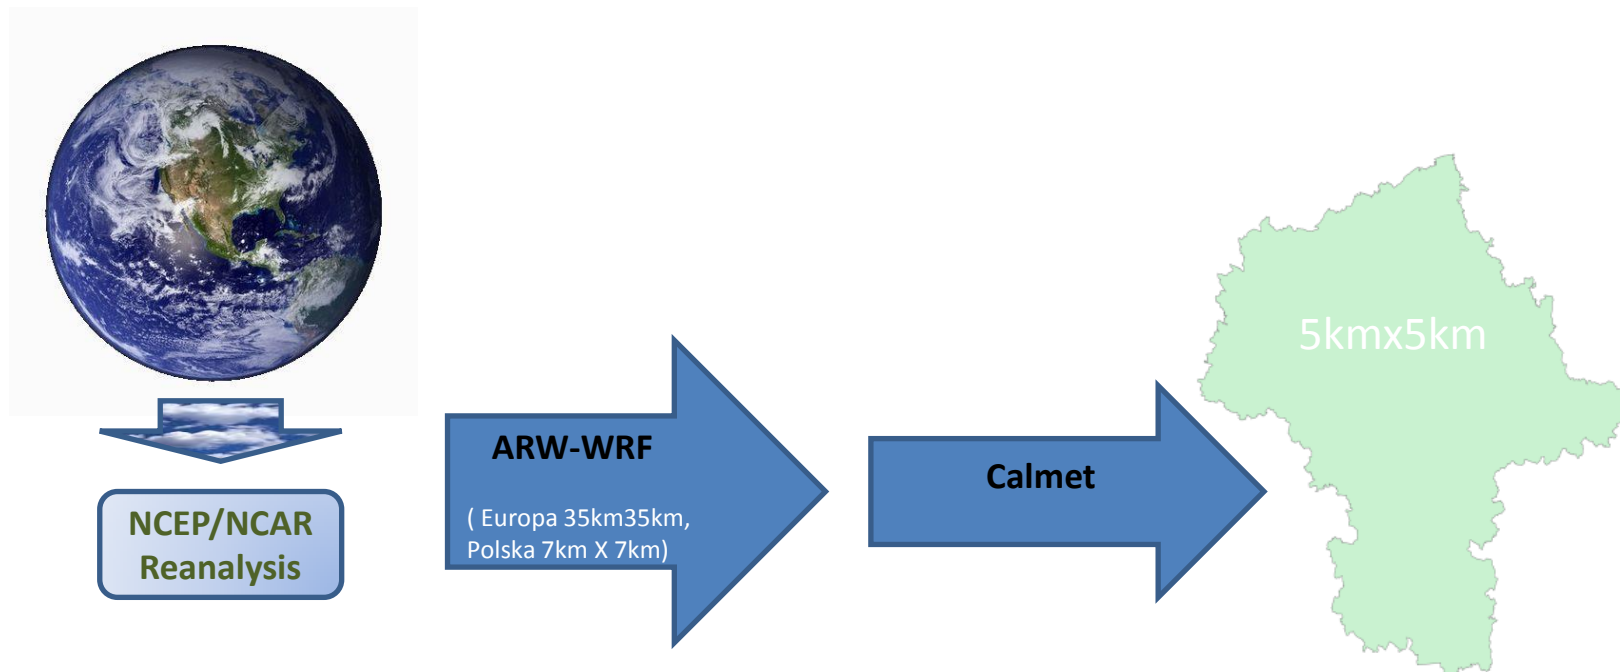 NCEP/NCAR
Reanalysis
ARW-WRF
( Europa 35km35km,
Polska 7km X 7km)
Calmet
5kmx5km